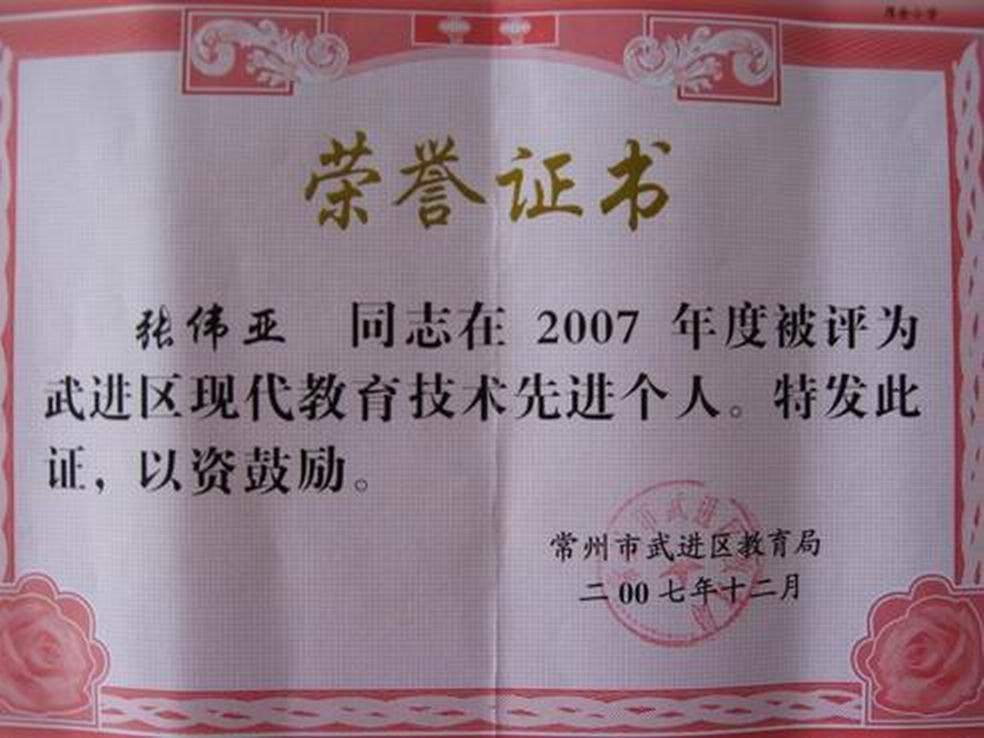 荣誉证书
张伟亚 同志在 2007 年度被评为
武进区现代教育技术先进个人。特发此
证，以资鼓励。
常州市武进区教育局
二00七年十二月